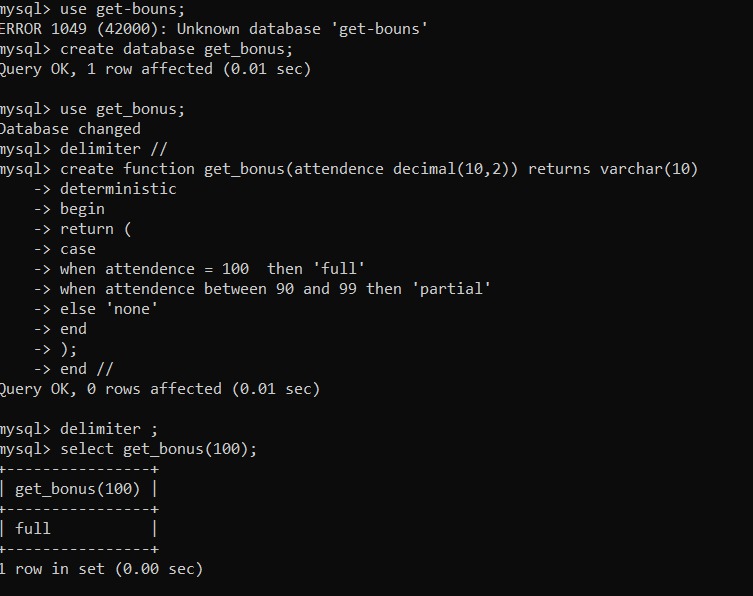 mysql> use get-bouns;
ERROR 1049 (42000): Unknown database 'get-bouns'
mysql> create database get_bonus;
Query OK, 1 row affected (0.01 sec)
mysql> use get_bonus;
Database changed
mysql> delimiter //
mysql> create function get_bonus(attendence decimal(10,2)) returns varchar(10)
    -> deterministic
    -> begin
    -> return (
    -> case
    -> when attendence = 100  then 'full'
    -> when attendence between 90 and 99 then 'partial'
    -> else 'none'
    -> end
    -> );
    -> end //
Query OK, 0 rows affected (0.01 sec)
mysql> delimiter ;
mysql> select get_bonus(100);
+----------------+
| get_bonus(100) |
+----------------+
| full           |
+----------------+
1 row in set (0.00 sec)